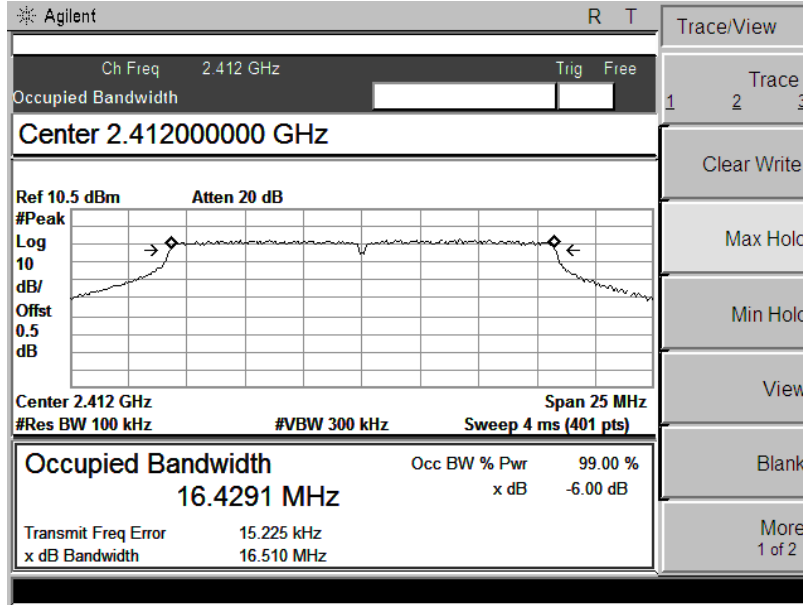 Agilent R T
Trace/View
Ch Freq 2.412 GHz Trig Free
Occupied Bandwidth
Trace
1 2 3
Center 2.412000000 GHz
Clear Write
Ref 10.5 dBm Atten 20 dB
#Peak
Log
10
dB/
Offst
0.5
dB
Max Hold
Min Hold
Center 2.412 GHz Span 25 MHz
#Res BW 100 kHz #VBW 300 kHz Sweep 4 ms (401 pts)
View
Occupied Bandwidth Occ BW % Pwr 99.00 %
16.4291 MHz x dB -6.00 dB
Blank
Transmit Freq Error 15.225 kHz
x dB Bandwidth 16.510 MHz
More
1 of 2